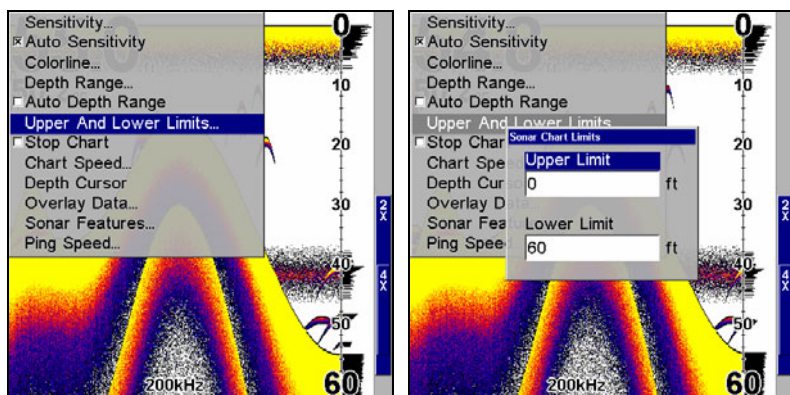 Sensitivity...
Auto Sensitivity
Colorline...
Depth Range...
Auto Depth Range
Upper And Lower Limits...
Stop Chart
Chart Speed...
Depth Cursor
Overlay Data...
Sonar Features...
Ping Speed...
0
10
20
30
40
50
60
200kHz
2X
4X
Sensitivity...
Auto Sensitivity
Colorline...
Depth Range...
Auto Depth Range
Upper And Lower Limits
Stop Char
Chart Spee
Depth Curs
Overlay Da
Sonar Featu
Ping Speed
Sonar Chart Limits
Upper Limit
0 ft
Lower Limit
60 ft
0
10
20
30
40
50
60
200kHz
2X
4X